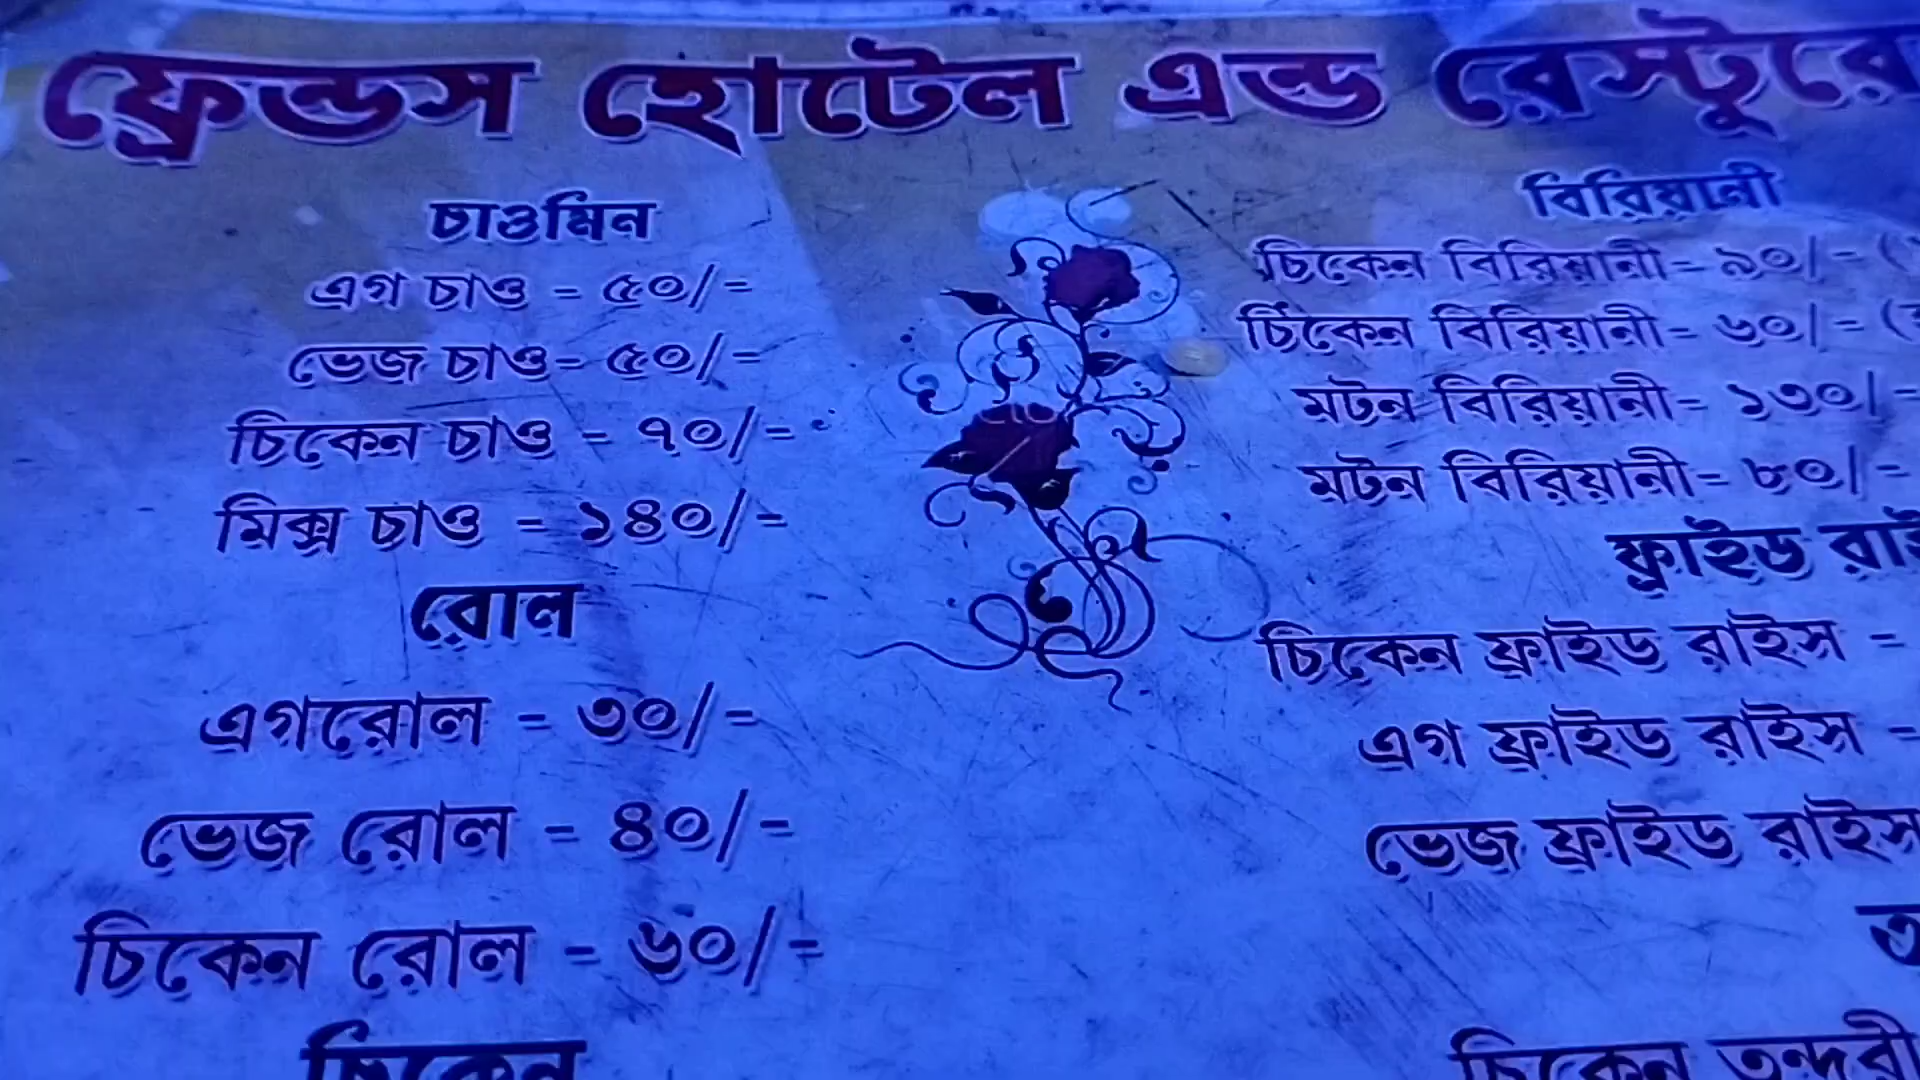 ফ্রেন্ডস হোটেল এন্ড
চাওমিন
এগ চাও - ৫০/-
ভেজ চাও- ৫০/-
চিকেন চাও - ৭০/-
মিক্স চাও - ১৪০/-
রোল
এগরোল - ৩০/-
ভেজ রোল - ৪০/-
চিকেন রোল - ৬০/-
চিকেন
বিরিয়ানী
চিকেন বিরিয়ানী- ৯০/- (
চিকেন বিরিয়ানী- ৬০/- (
মটন বিরিয়ানী- ১৩০/-
মটন বিরিয়ানী- ৮০/-
ফ্রাইড
চিকেন ফ্রাইড রাইস -
এগ ফ্রাইড রাইস -
ভেজ ফ্রাইড রাইস
চিকেন তন্দুরী